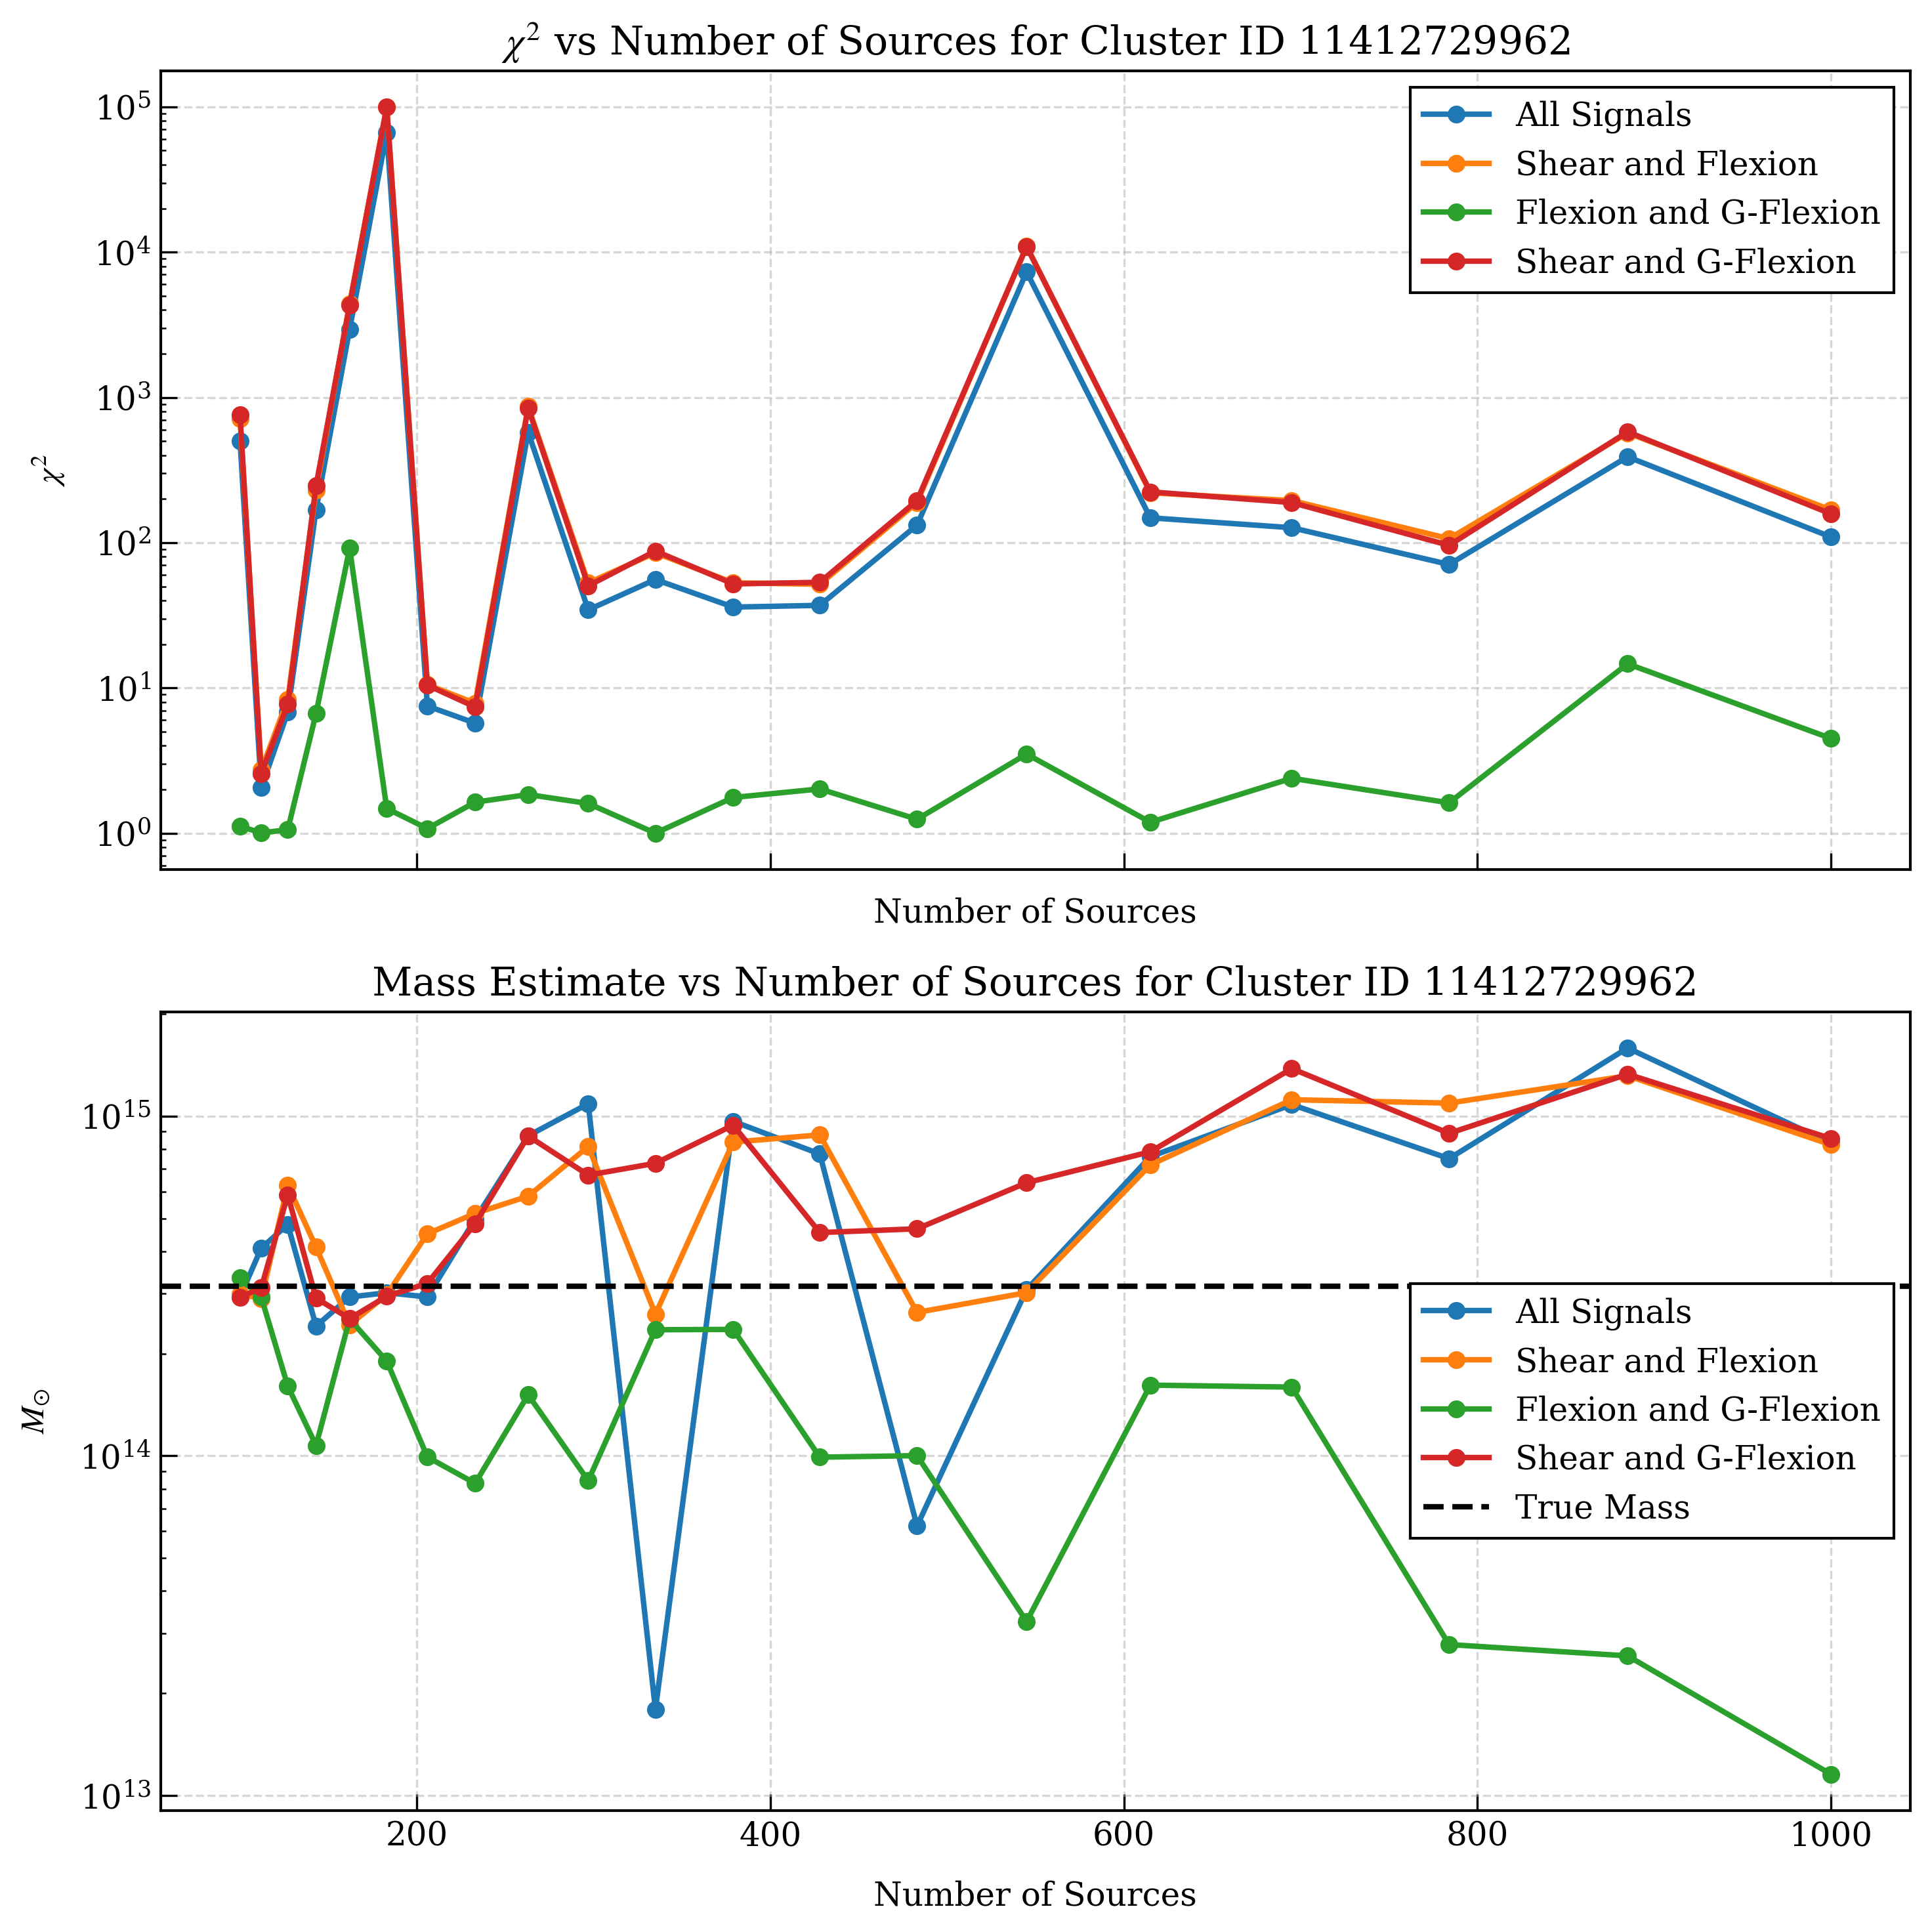 χ² vs Number of Sources for Cluster ID 11412729962
10⁵
10⁴
10³
10²
10¹
10⁰
χ²
All Signals
Shear and Flexion
Flexion and G-Flexion
Shear and G-Flexion
Number of Sources
Mass Estimate vs Number of Sources for Cluster ID 11412729962
10¹⁵
10¹⁴
10¹³
M⊙
All Signals
Shear and Flexion
Flexion and G-Flexion
Shear and G-Flexion
True Mass
200 400 600 800 1000
Number of Sources